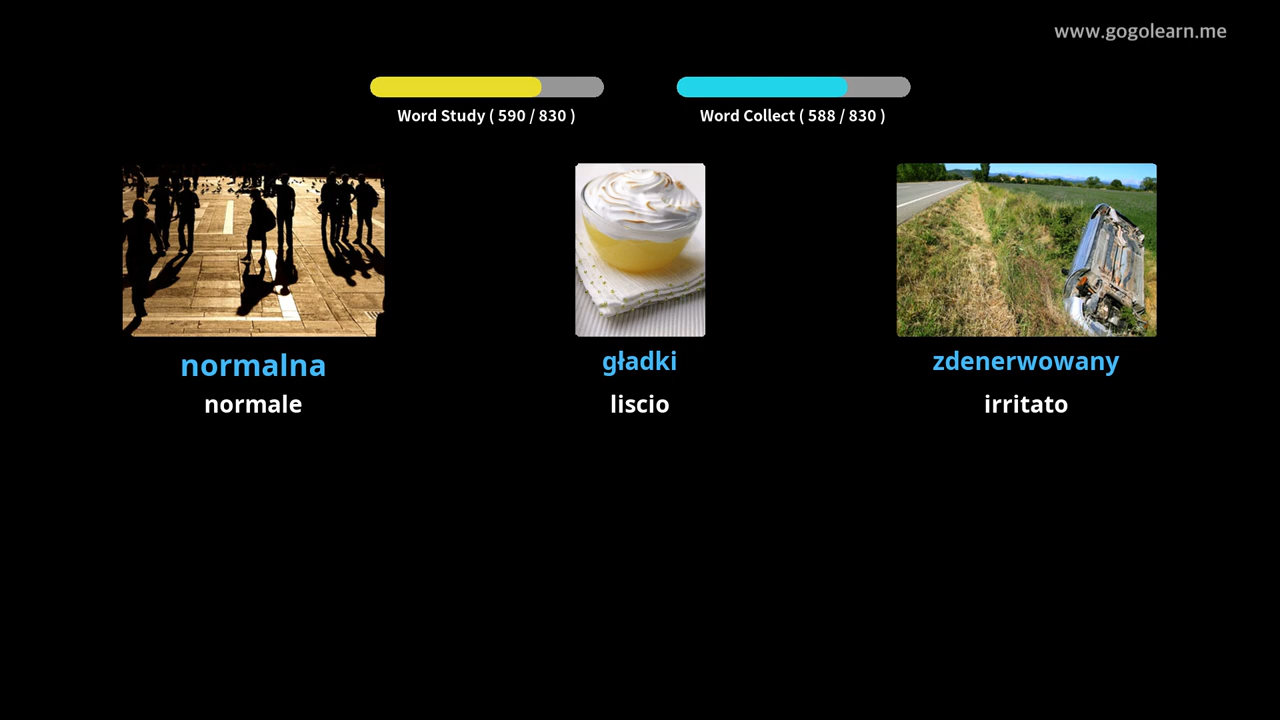 www.gogolearn.me
Word Study ( 590 / 830 )
Word Collect ( 588 / 830 )
normalna
normale
gładki
liscio
zdenerwowany
irritato